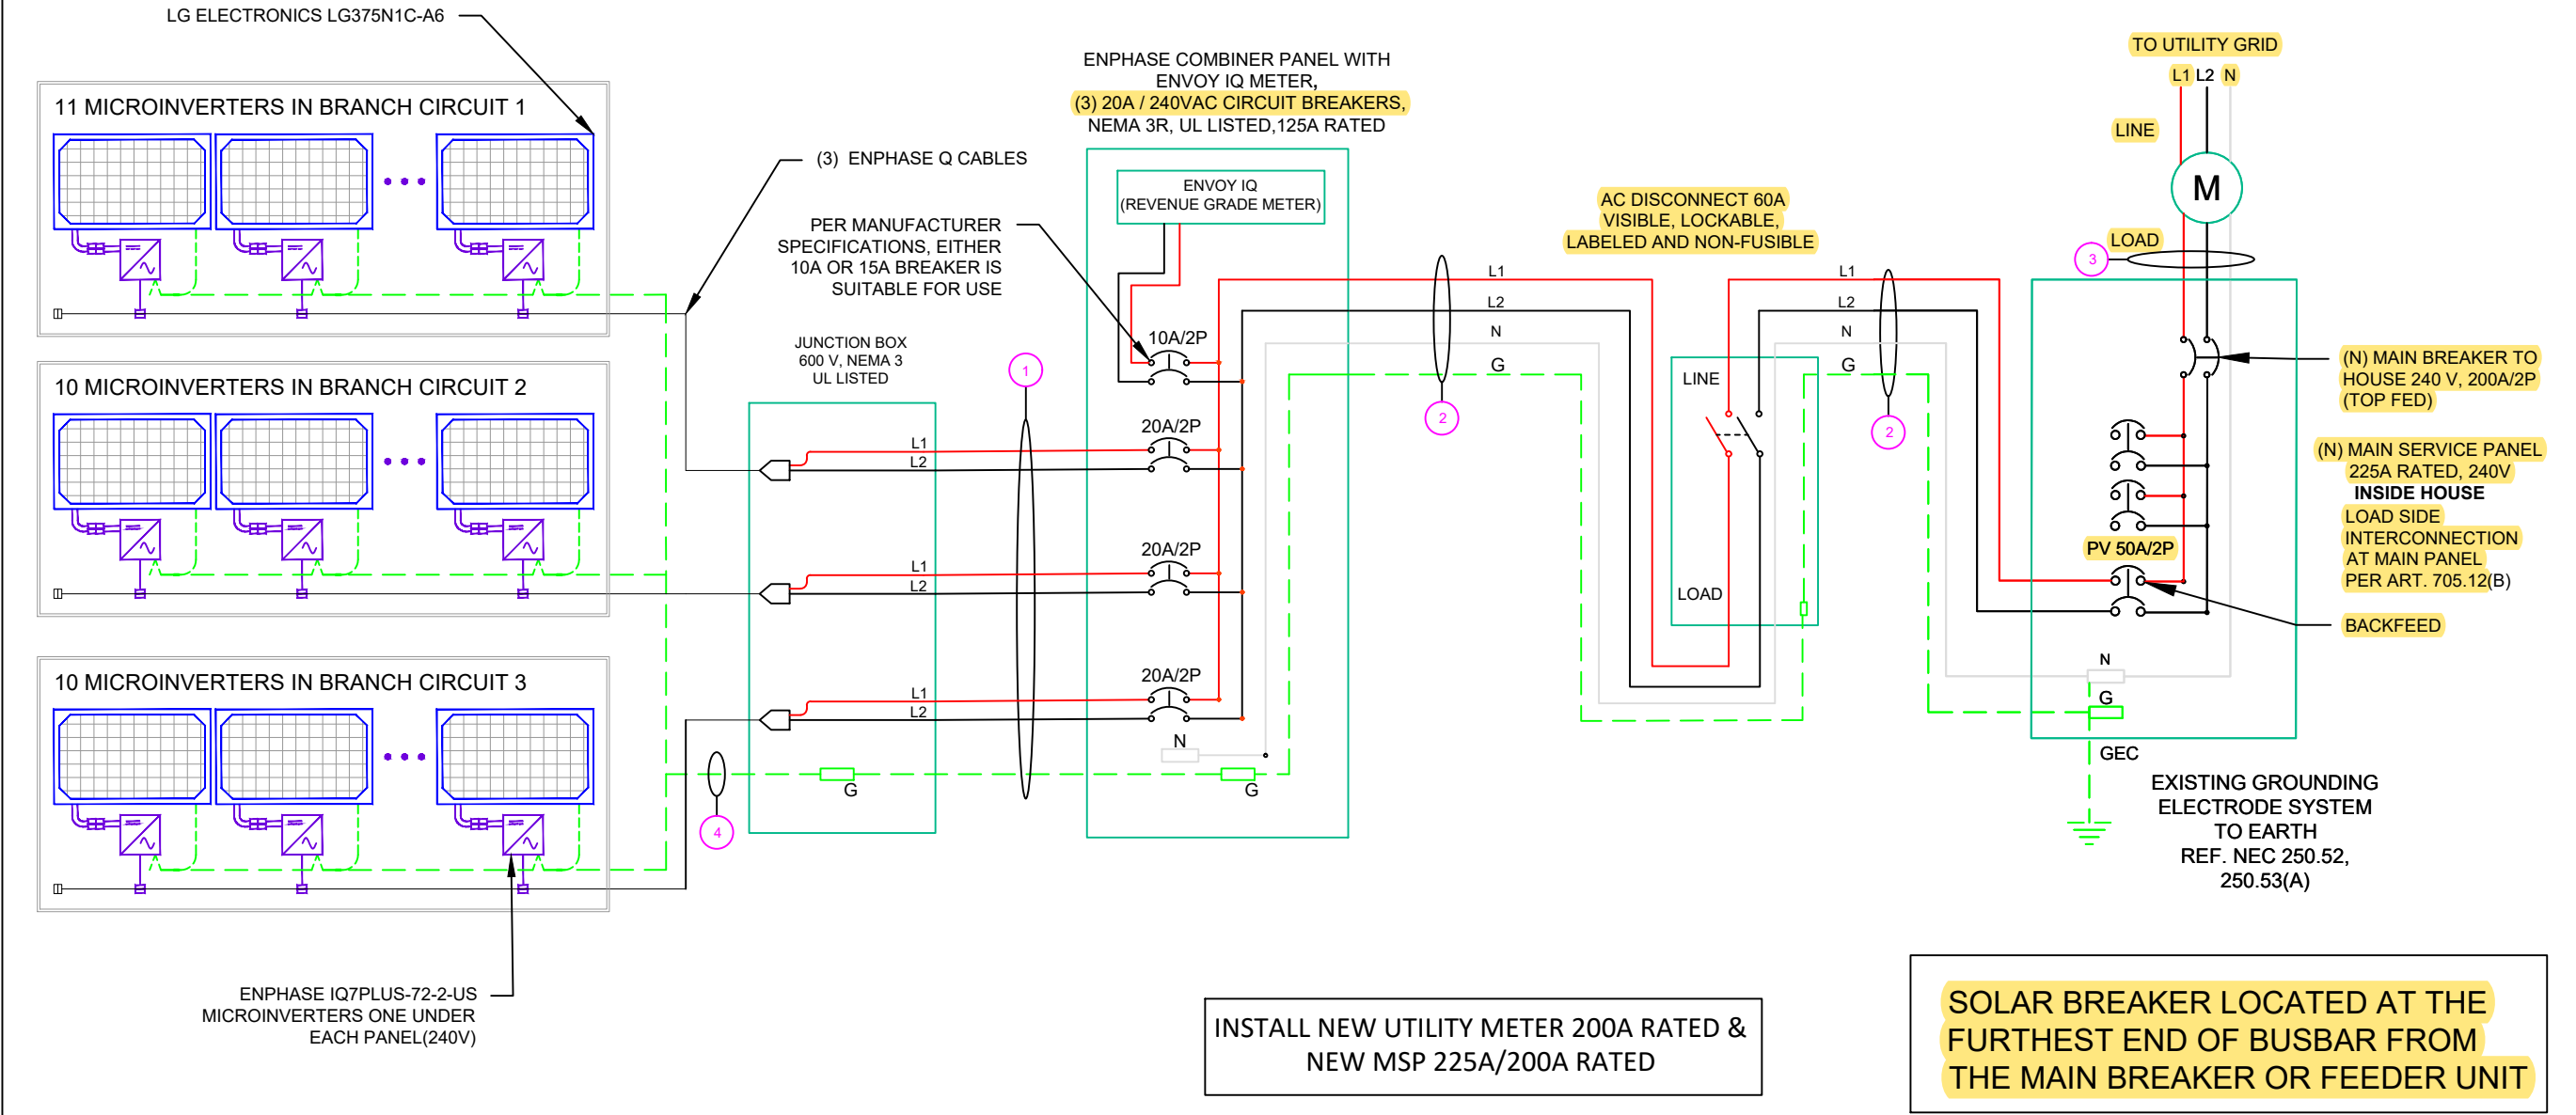 LG ELECTRONICS LG375N1C-A6
11 MICROINVERTERS IN BRANCH CIRCUIT 1
10 MICROINVERTERS IN BRANCH CIRCUIT 2
10 MICROINVERTERS IN BRANCH CIRCUIT 3
ENPHASE IQ7PLUS-72-2-US
MICROINVERTERS ONE UNDER
EACH PANEL(240V)
(3) ENPHASE Q CABLES
PER MANUFACTURER
SPECIFICATIONS, EITHER
10A OR 15A BREAKER IS
SUITABLE FOR USE
JUNCTION BOX
600 V, NEMA 3
UL LISTED
L1
L2
L1
L2
L1
L2
G
4
1
ENPHASE COMBINER PANEL WITH
ENVOY IQ METER,
(3) 20A / 240VAC CIRCUIT BREAKERS,
NEMA 3R, UL LISTED,125A RATED
ENVOY IQ
(REVENUE GRADE METER)
10A/2P
20A/2P
20A/2P
20A/2P
N
G
L1
L2
N
G
2
AC DISCONNECT 60A
VISIBLE, LOCKABLE,
LABELED AND NON-FUSIBLE
LINE
LOAD
L1
L2
N
G
2
TO UTILITY GRID
L1 L2 N
LINE
M
LOAD
3
(N) MAIN BREAKER TO
HOUSE 240 V, 200A/2P
(TOP FED)
(N) MAIN SERVICE PANEL
225A RATED, 240V
INSIDE HOUSE
LOAD SIDE
INTERCONNECTION
AT MAIN PANEL
PER ART. 705.12(B)
PV 50A/2P
BACKFEED
N
G
GEC
EXISTING GROUNDING
ELECTRODE SYSTEM
TO EARTH
REF. NEC 250.52,
250.53(A)
INSTALL NEW UTILITY METER 200A RATED &
NEW MSP 225A/200A RATED
SOLAR BREAKER LOCATED AT THE
FURTHEST END OF BUSBAR FROM
THE MAIN BREAKER OR FEEDER UNIT